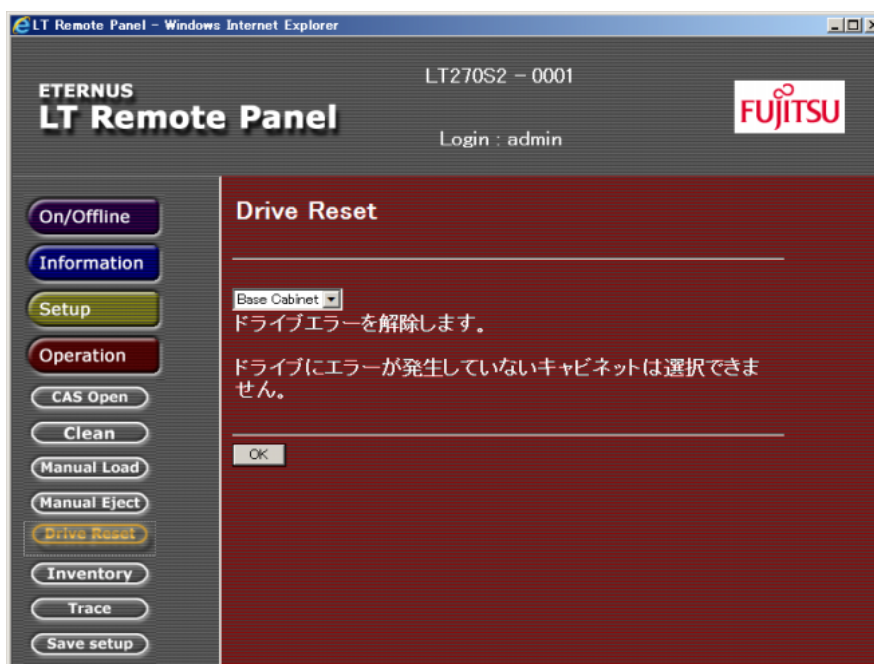 LT Remote Panel - Windows Internet Explorer
ETERNUS
LT Remote Panel
LT270S2 - 0001
Login : admin
FUJITSU
On/Offline
Information
Setup
Operation
CAS Open
Clean
Manual Load
Manual Eject
Drive Reset
Inventory
Trace
Save setup
Drive Reset
Base Cabinet
ドライブエラーを解除します。
ドライブにエラーが発生していないキャビネットは選択できま
せん。
OK